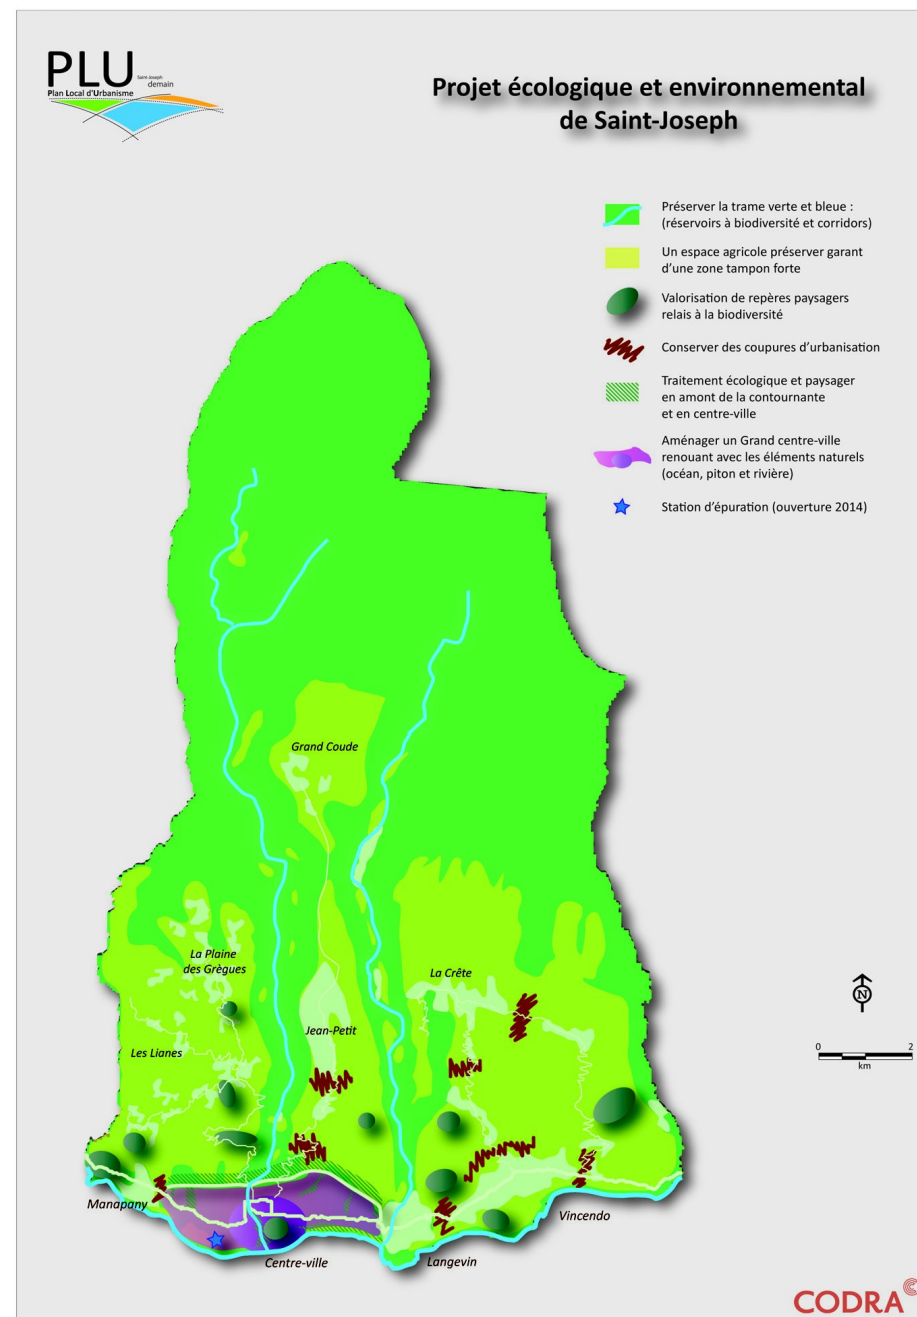 PLU
Saint-Joseph
demain
Plan Local d'Urbanisme
Projet écologique et environnemental
de Saint-Joseph
Préserver la trame verte et bleue :
(réservoirs à biodiversité et corridors)
Un espace agricole préserver garant
d'une zone tampon forte
Valorisation de repères paysagers
relais à la biodiversité
Conserver des coupures d'urbanisation
Traitement écologique et paysager
en amont de la contournante
et en centre-ville
Aménager un Grand centre-ville
renouant avec les éléments naturels
(océan, piton et rivière)
Station d'épuration (ouverture 2014)
Grand Coude
La Plaine
des Grègues
La Crête
Jean-Petit
Les Lianes
N
0 2
km
Manapany
Vincendo
Centre-ville
Langevin
CODRA